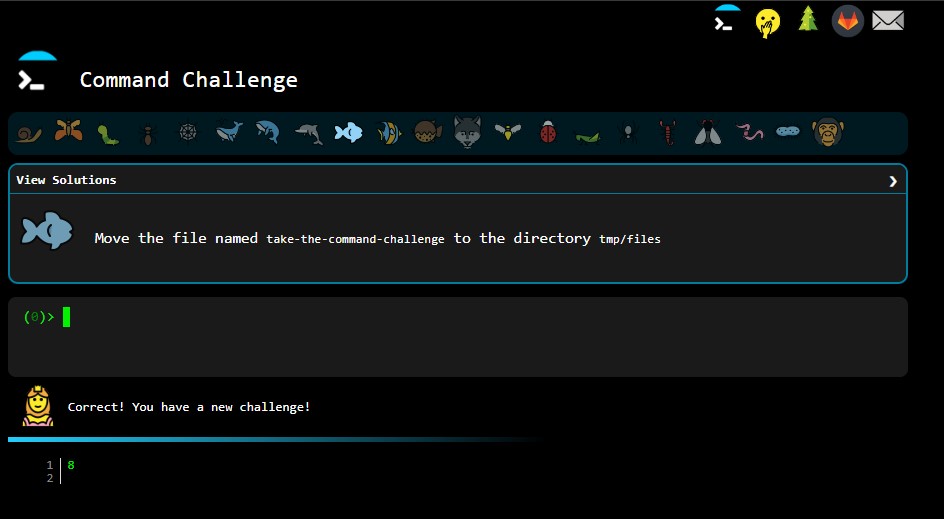 Command Challenge
View Solutions
Move the file named take-the-command-challenge to the directory tmp/files
(0)>
Correct! You have a new challenge!
1 8
2